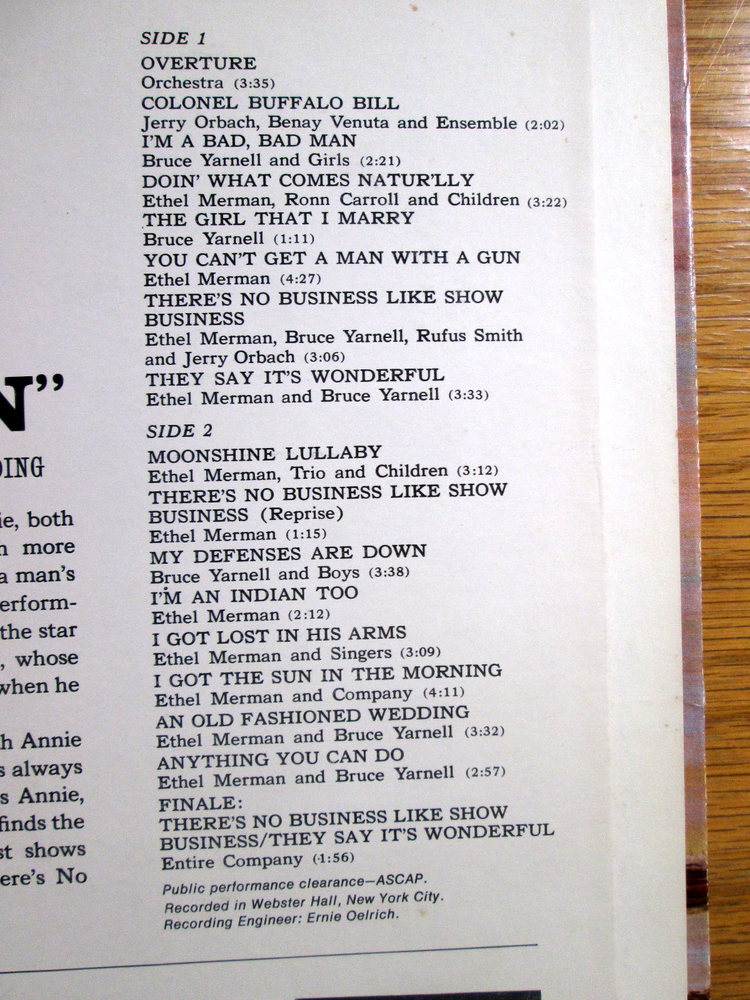 N”
DING
ie, both
more
a man's
erform-
the star
, whose
when he
h Annie
s always
s Annie,
finds the
st shows
ere's No
SIDE 1
OVERTURE
Orchestra (3:35)
COLONEL BUFFALO BILL
Jerry Orbach, Benay Venuta and Ensemble (2:02)
I'M A BAD, BAD MAN
Bruce Yarnell and Girls (2:21)
DOIN' WHAT COMES NATUR'LLY
Ethel Merman, Ronn Carroll and Children (3:22)
THE GIRL THAT I MARRY
Bruce Yarnell (1:11)
YOU CAN'T GET A MAN WITH A GUN
Ethel Merman (4:27)
THERE'S NO BUSINESS LIKE SHOW
BUSINESS
Ethel Merman, Bruce Yarnell, Rufus Smith
and Jerry Orbach (3:06)
THEY SAY IT'S WONDERFUL
Ethel Merman and Bruce Yarnell (3:33)
SIDE 2
MOONSHINE LULLABY
Ethel Merman, Trio and Children (3:12)
THERE'S NO BUSINESS LIKE SHOW
BUSINESS (Reprise)
Ethel Merman (1:15)
MY DEFENSES ARE DOWN
Bruce Yarnell and Boys (3:38)
I'M AN INDIAN TOO
Ethel Merman (2:12)
I GOT LOST IN HIS ARMS
Ethel Merman and Singers (3:09)
I GOT THE SUN IN THE MORNING
Ethel Merman and Company (4:11)
AN OLD FASHIONED WEDDING
Ethel Merman and Bruce Yarnell (3:32)
ANYTHING YOU CAN DO
Ethel Merman and Bruce Yarnell (2:57)
FINALE:
THERE'S NO BUSINESS LIKE SHOW
BUSINESS/THEY SAY IT'S WONDERFUL
Entire Company (1:56)
Public performance clearance—ASCAP.
Recorded in Webster Hall, New York City.
Recording Engineer: Ernie Oelrich.